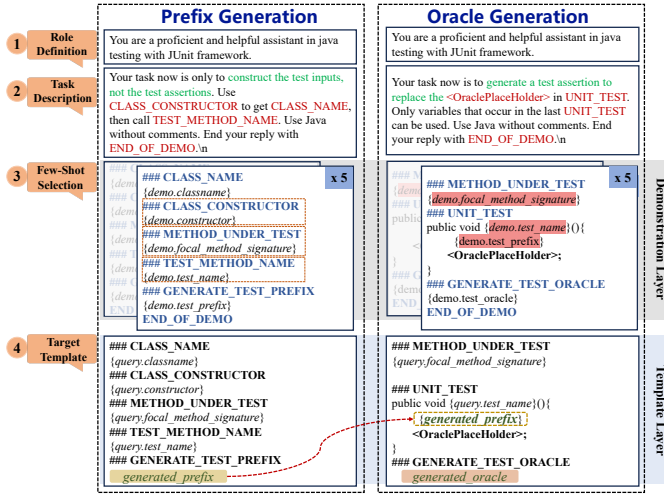 Prefix Generation
Oracle Generation
1
Role
Definition
You are a proficient and helpful assistant in java
testing with JUnit framework.
You are a proficient and helpful assistant in java
testing with JUnit framework.
2
Task
Description
Your task now is only to construct the test inputs,
not the test assertions. Use
CLASS_CONSTRUCTOR to get CLASS_NAME,
then call TEST_METHOD_NAME. Use Java
without comments. End your reply with
END_OF_DEMO.\n
Your task now is to generate a test assertion to
replace the <OraclePlaceHolder> in UNIT_TEST.
Only variables that occur in the last UNIT_TEST
can be used. Use Java without comments. End
your reply with END_OF_DEMO.\n
3
Few-Shot
Selection
x 5
### CLASS_NAME
{demo.classname}
### CLASS_CONSTRUCTOR
{demo.constructor}
### METHOD_UNDER_TEST
{demo.focal_method_signature}
### TEST_METHOD_NAME
{demo.test_name}
### GENERATE_TEST_PREFIX
{demo.test_prefix}
END_OF_DEMO
x 5
### METHOD_UNDER_TEST
{demo.focal_method_signature}
### UNIT_TEST
public void {demo.test_name}(){
{demo.test_prefix}
<OraclePlaceHolder>;
}
### GENERATE_TEST_ORACLE
{demo.test_oracle}
END_OF_DEMO
Demonstration Layer
4
Target
Template
### CLASS_NAME
{query.classname}
### CLASS_CONSTRUCTOR
{query.constructor}
### METHOD_UNDER_TEST
{query.focal_method_signature}
### TEST_METHOD_NAME
{query.test_name}
### GENERATE_TEST_PREFIX
generated_prefix
### METHOD_UNDER_TEST
{query.focal_method_signature}
### UNIT_TEST
public void {query.test_name}(){
{generated_prefix}
<OraclePlaceHolder>;
}
### GENERATE_TEST_ORACLE
generated_oracle
Template Layer